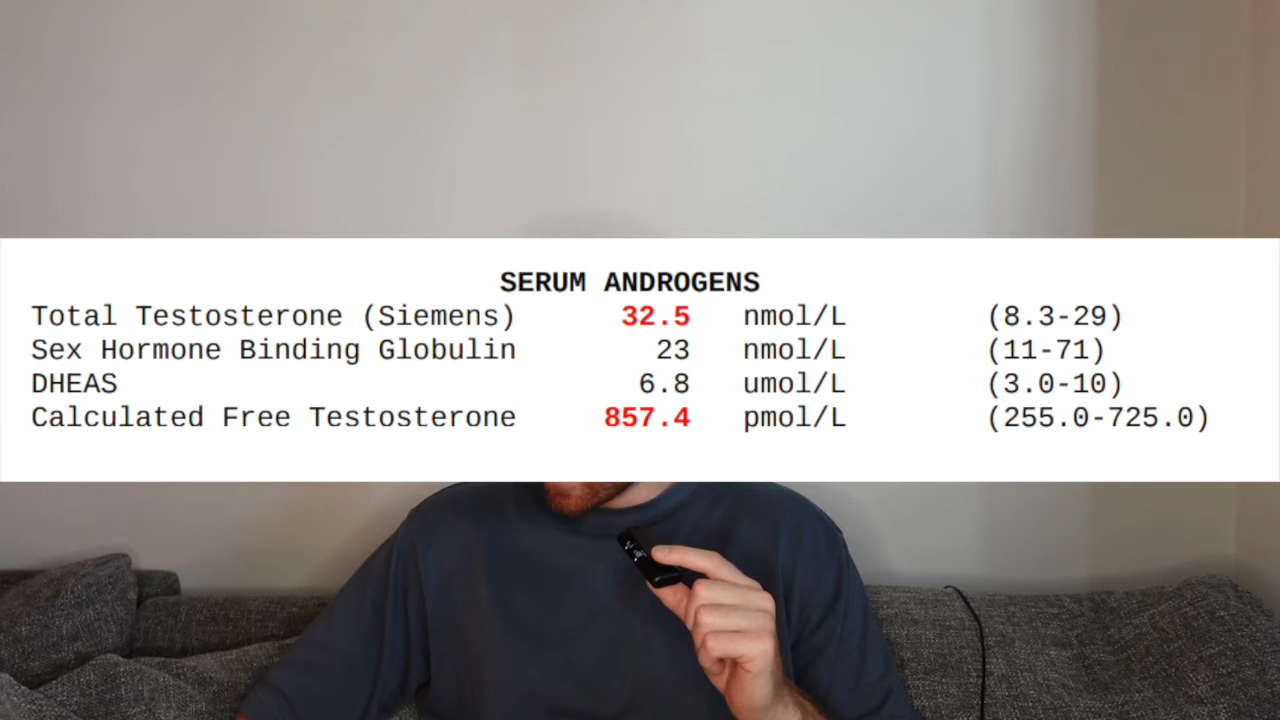 SERUM ANDROGENS
Total Testosterone (Siemens) 32.5 nmol/L (8.3-29)
Sex Hormone Binding Globulin 23 nmol/L (11-71)
DHEAS 6.8 umol/L (3.0-10)
Calculated Free Testosterone 857.4 pmol/L (255.0-725.0)